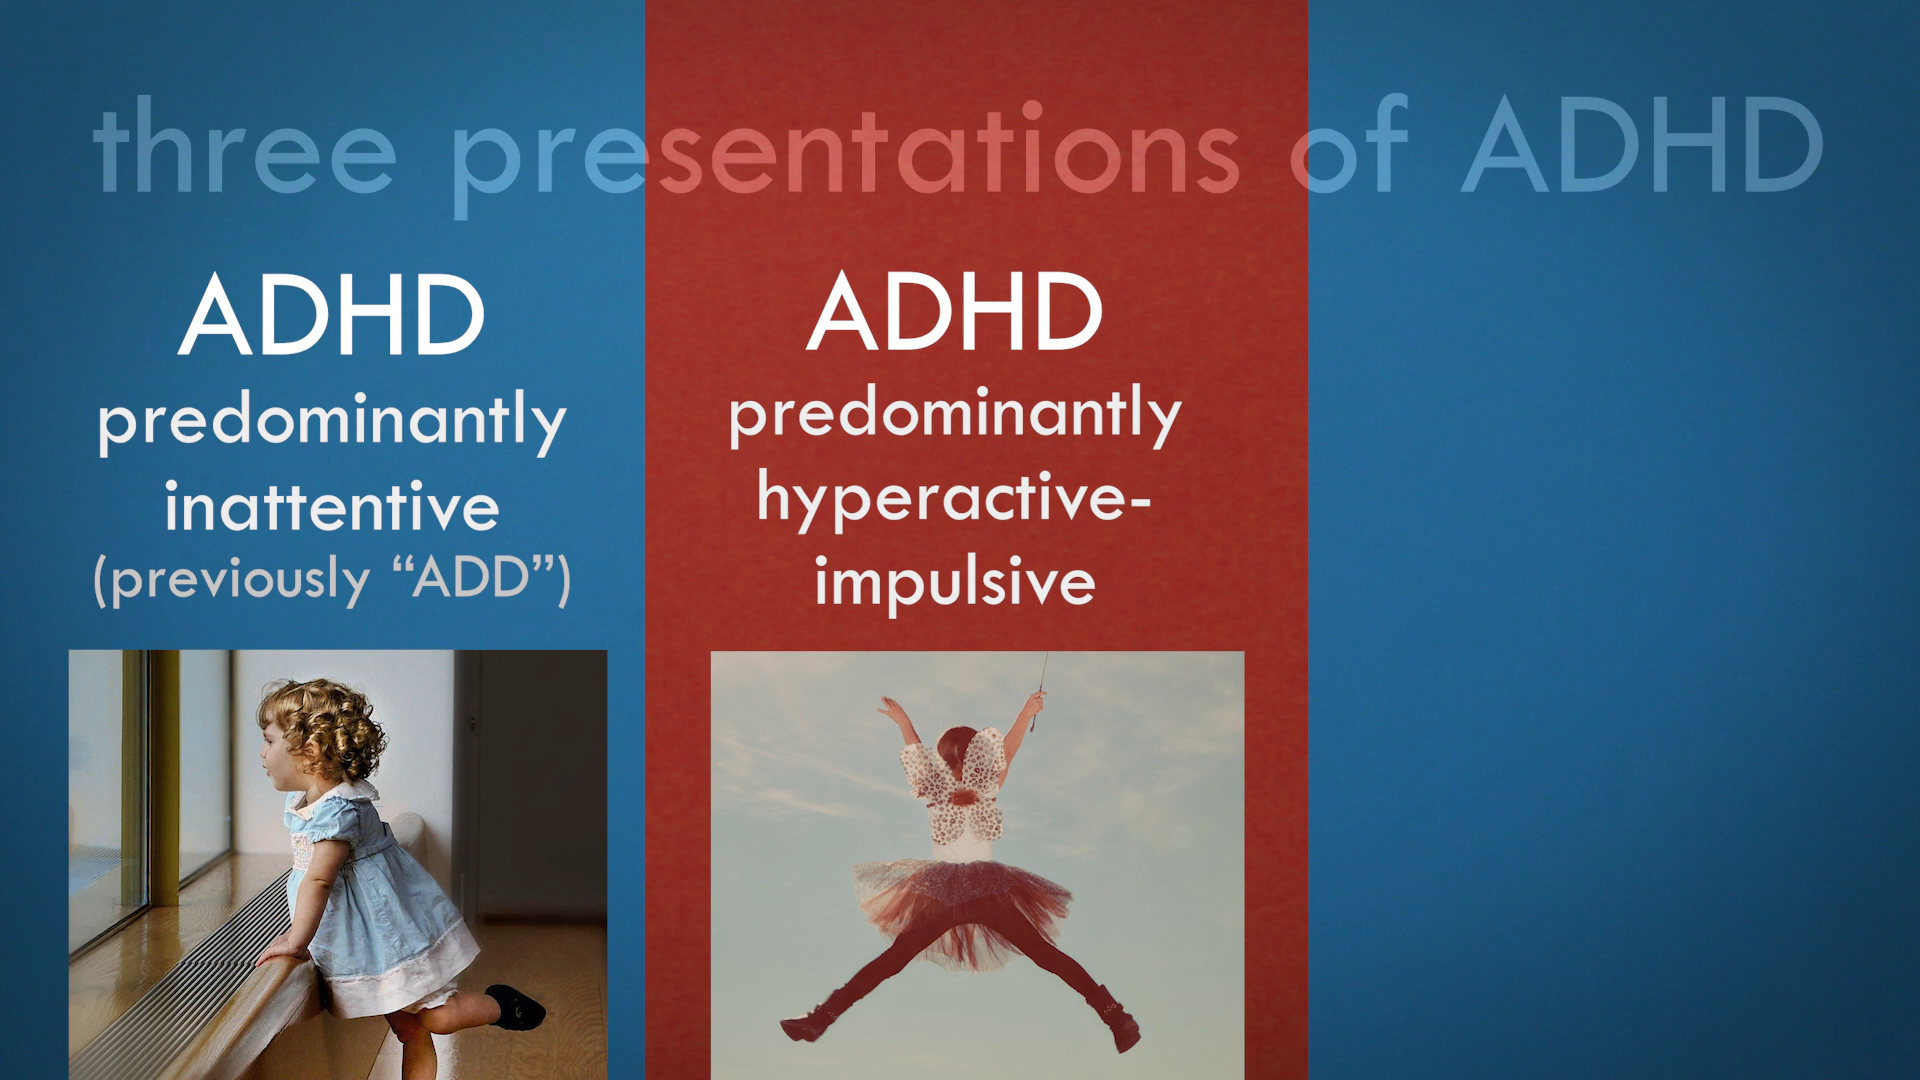 three presentations of ADHD
ADHD
predominantly
inattentive
(previously “ADD”)
ADHD
predominantly
hyperactive-
impulsive